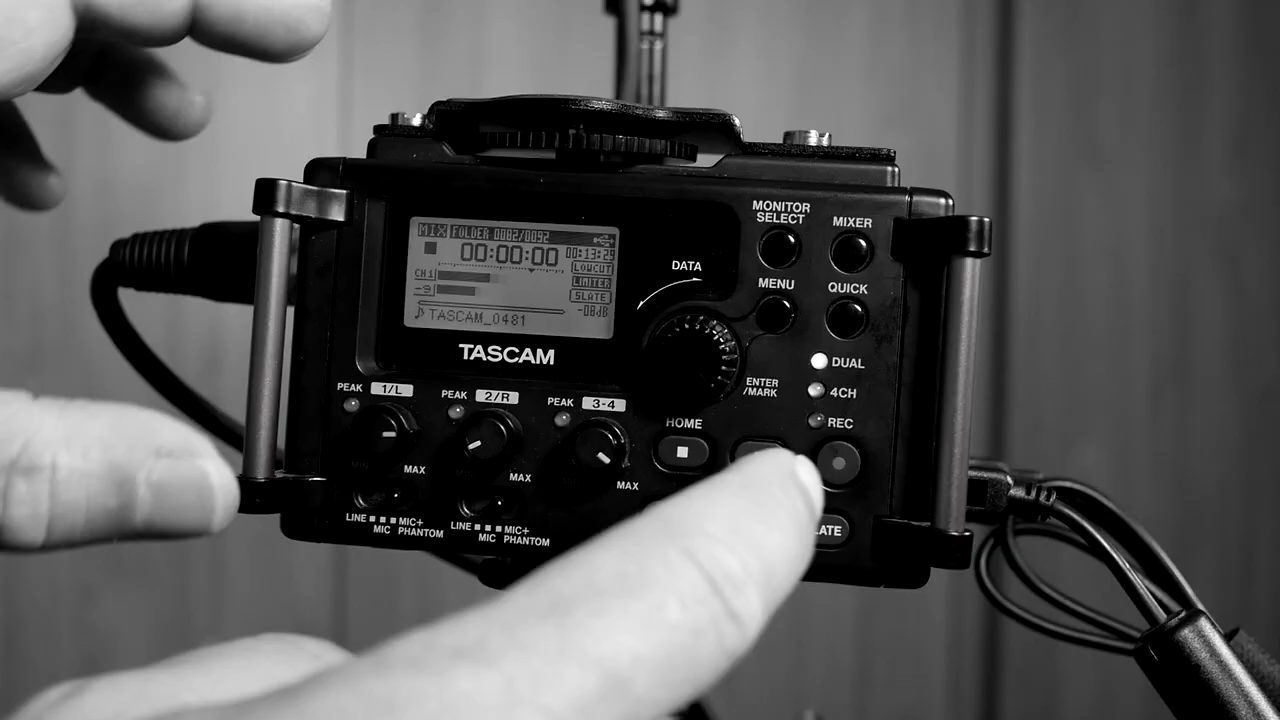 MONITOR
SELECT
MIXER
MIX FOLDER 0082/0092
00:00:00 00:13:29
LOWCUT
CH1
LIMITER
-9
SLATE
-08dB
TASCAM_0481
DATA
MENU
QUICK
TASCAM
DUAL
ENTER
/MARK
4CH
PEAK 1/L
PEAK 2/R
PEAK 3-4
HOME
REC
MAX
MAX
MAX
LINE MIC+
MIC PHANTOM
LINE MIC+
MIC PHANTOM
LATE